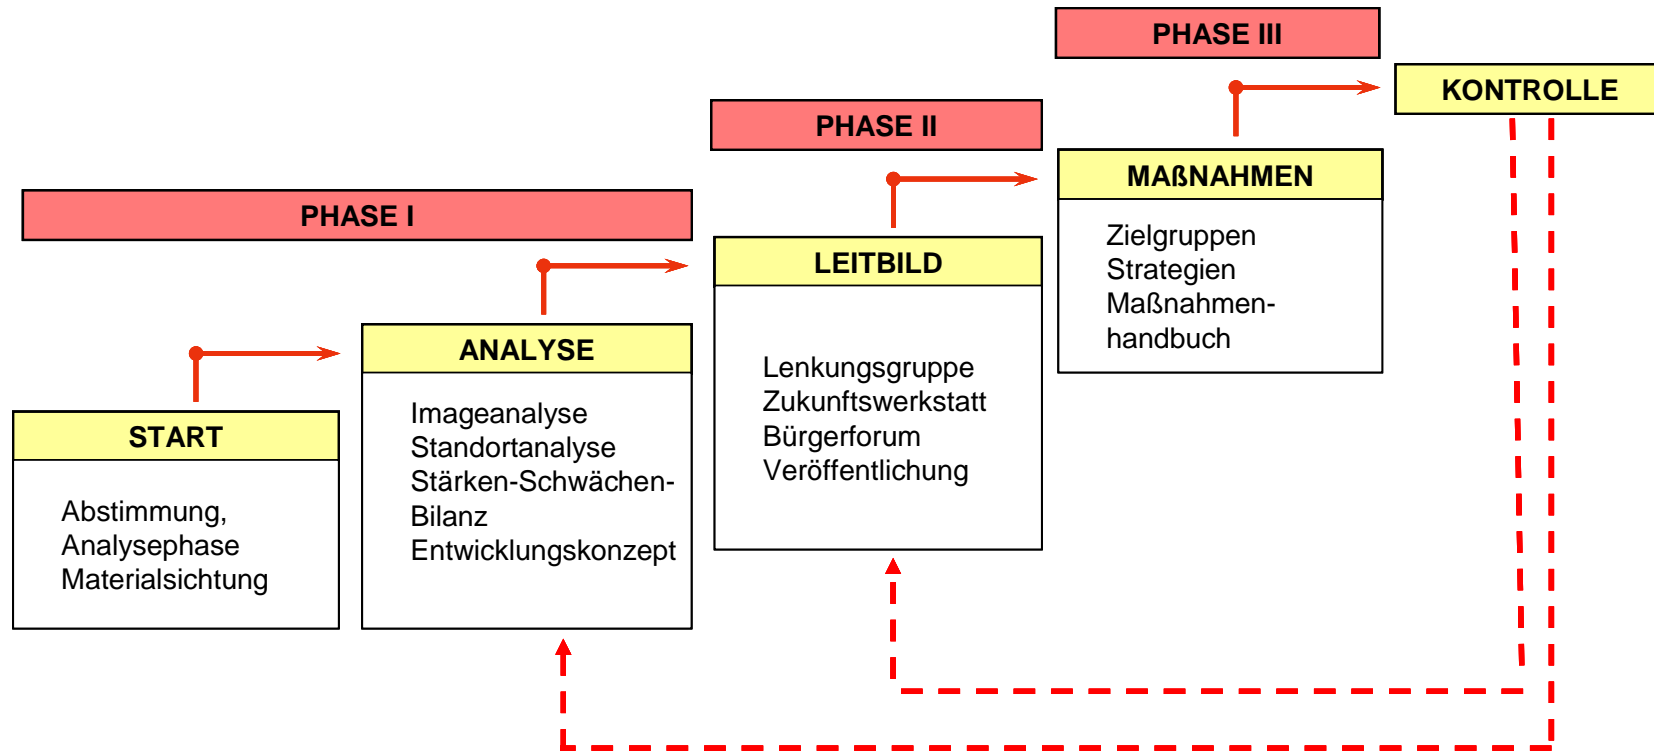 PHASE I
START
Abstimmung,
Analysephase
Materialsichtung
ANALYSE
Imageanalyse
Standortanalyse
Stärken-Schwächen-
Bilanz
Entwicklungskonzept
PHASE II
LEITBILD
Lenkungsgruppe
Zukunftswerkstatt
Bürgerforum
Veröffentlichung
PHASE III
MAßNAHMEN
Zielgruppen
Strategien
Maßnahmen-
handbuch
KONTROLLE